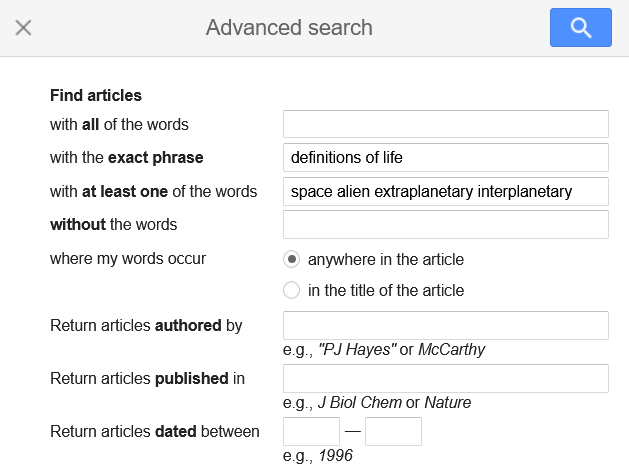 Advanced search
Find articles
with all of the words
with the exact phrase definitions of life
with at least one of the words space alien extraplanetary interplanetary
without the words
where my words occur anywhere in the article
in the title of the article
Return articles authored by
e.g., "PJ Hayes" or McCarthy
Return articles published in
e.g., J Biol Chem or Nature
Return articles dated between —
e.g., 1996